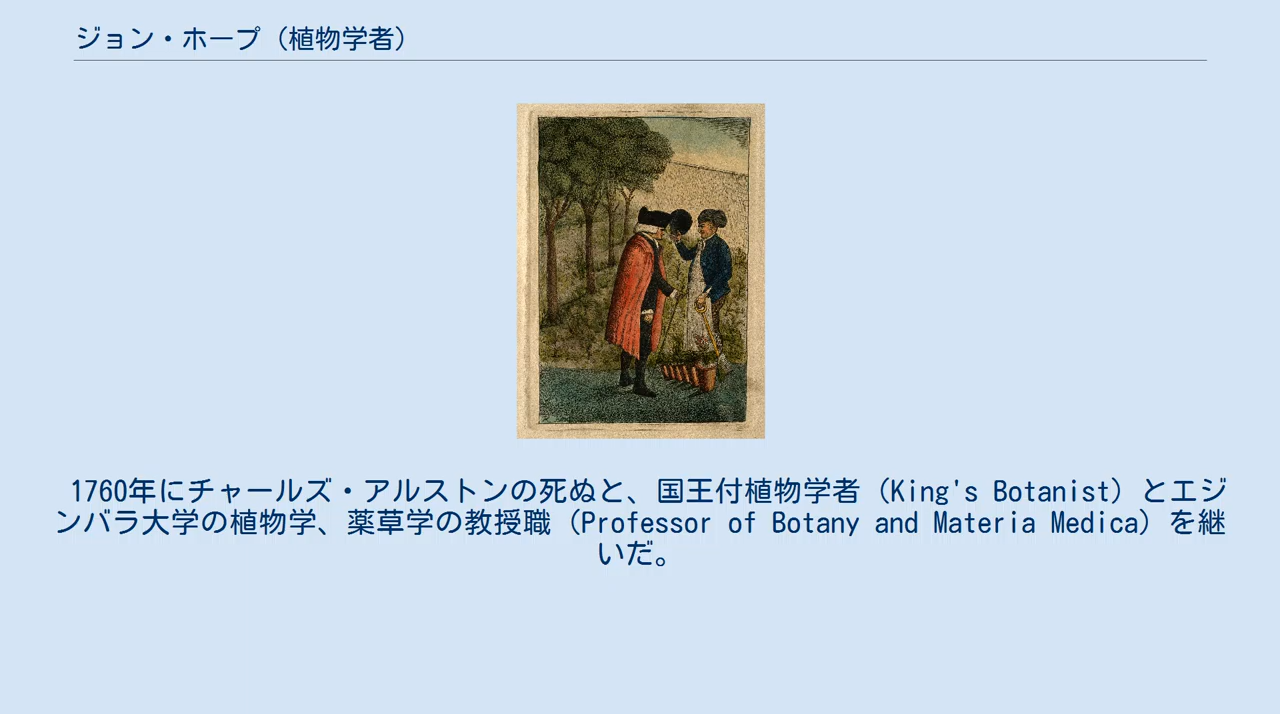 ジョン・ホープ（植物学者）
1760年にチャールズ・アルストンの死ぬと、国王付植物学者（King's Botanist）とエジ
ンバラ大学の植物学、薬草学の教授職（Professor of Botany and Materia Medica）を継
いだ。